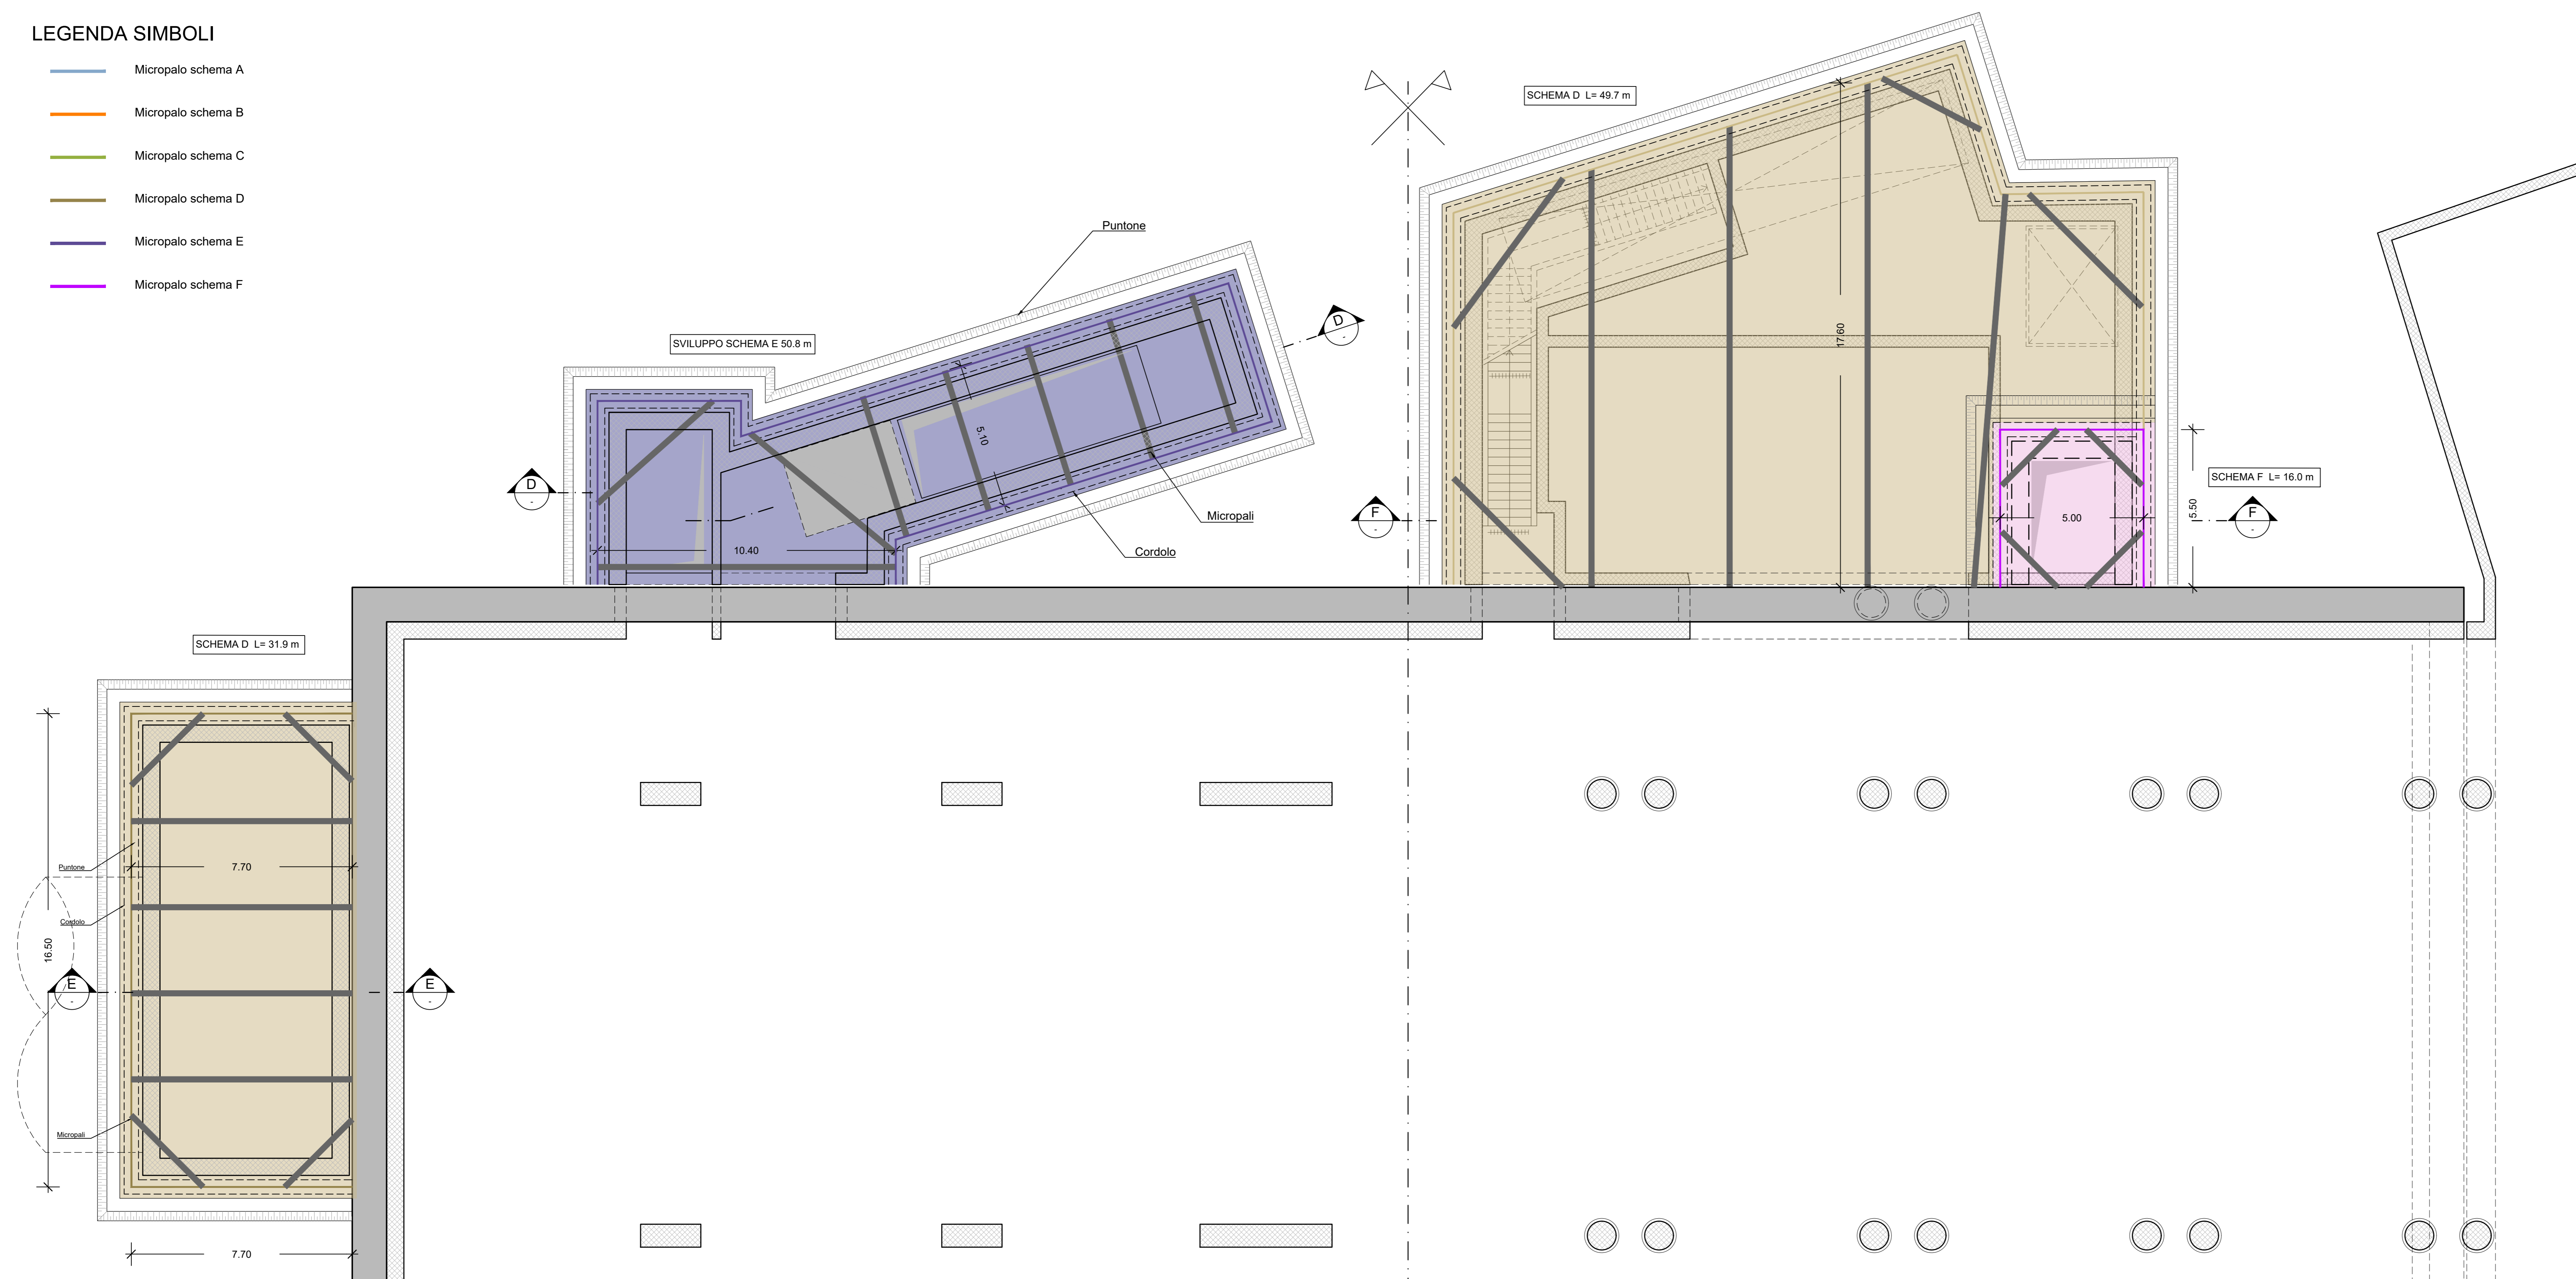 LEGENDA SIMBOLI
Micropalo schema A
Micropalo schema B
Micropalo schema C
Micropalo schema D
Micropalo schema E
Micropalo schema F
SCHEMA D L= 49.7 m
Puntone
SVILUPPO SCHEMA E 50.8 m
D
17.60
5.10
D
SCHEMA F L= 16.0 m
Micropali
F
5.00
5.50
F
10.40
Cordolo
SCHEMA D L= 31.9 m
Puntone
7.70
Cordolo
16.50
E
E
Micropali
7.70